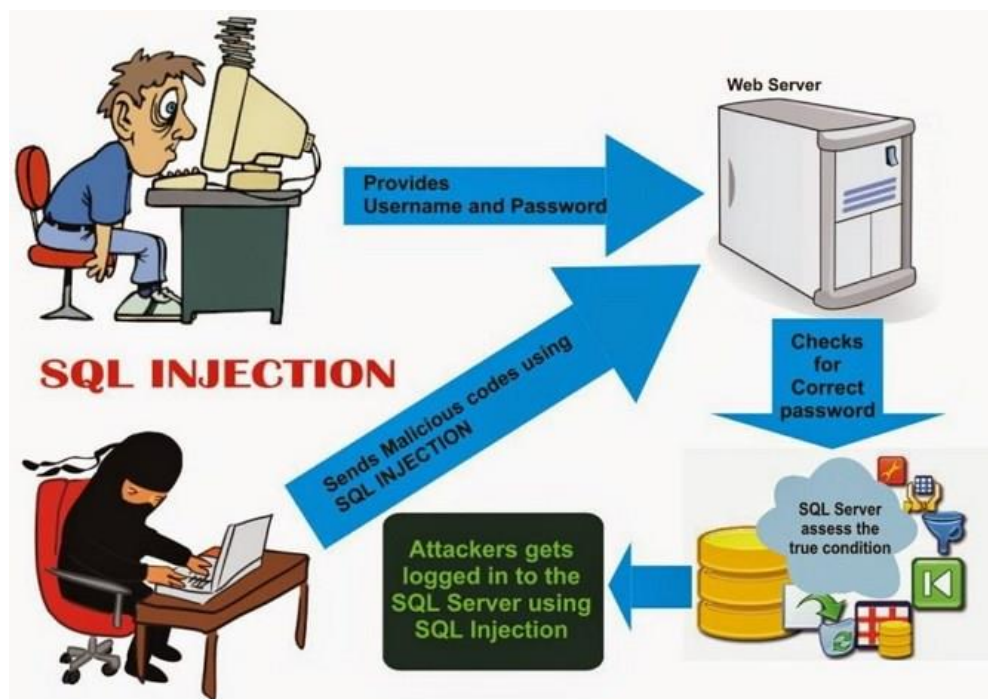 Web Server
Provides
Username and Password
SQL INJECTION
Sends Malicious codes using
SQL INJECTION
Checks
for
Correct
password
SQL Server
assess the
true condition
Attackers gets
logged in to the
SQL Server using
SQL Injection